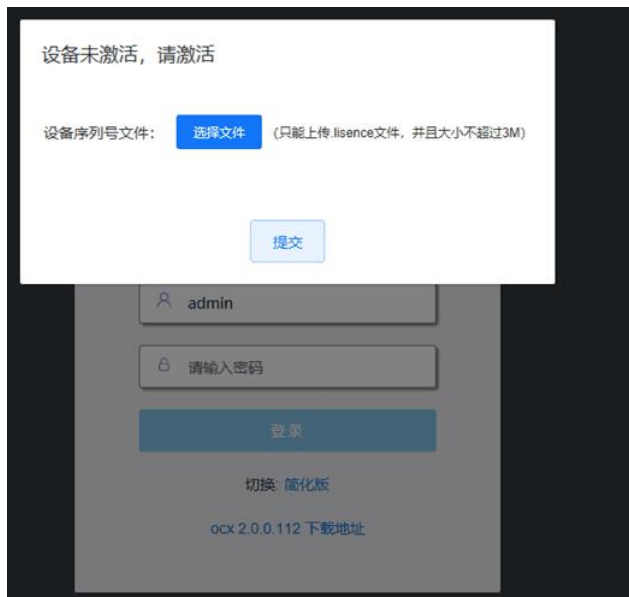 设备未激活，请激活
设备序列号文件： 选择文件 （只能上传.lisence文件，并且大小不超过3M）
提交
admin
请输入密码
登录
切换: 简化版
ocx 2.0.0.112 下载地址